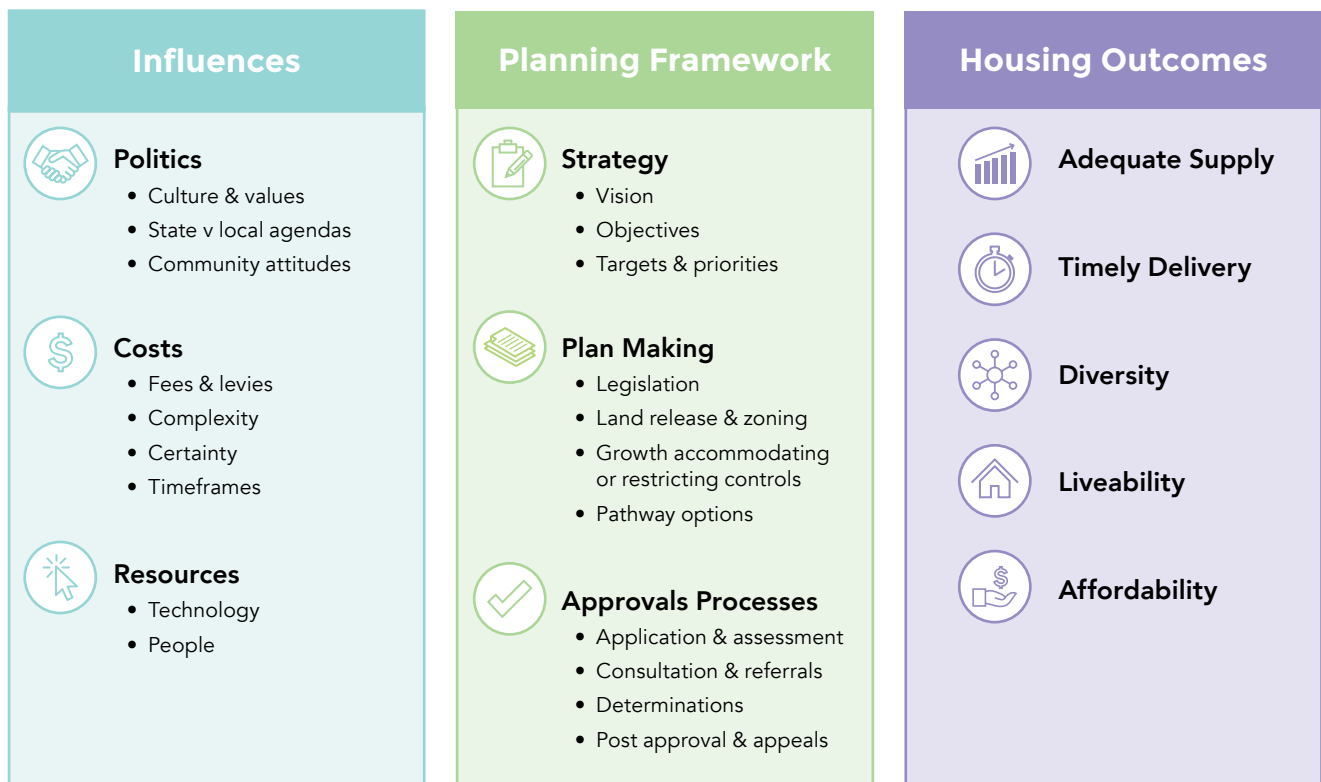 Influences
Politics
• Culture & values
• State v local agendas
• Community attitudes
$
Costs
• Fees & levies
• Complexity
• Certainty
• Timeframes
Resources
• Technology
• People
Planning Framework
Strategy
• Vision
• Objectives
• Targets & priorities
Plan Making
• Legislation
• Land release & zoning
• Growth accommodating
or restricting controls
• Pathway options
Approvals Processes
• Application & assessment
• Consultation & referrals
• Determinations
• Post approval & appeals
Housing Outcomes
Adequate Supply
Timely Delivery
Diversity
Liveability
$
Affordability